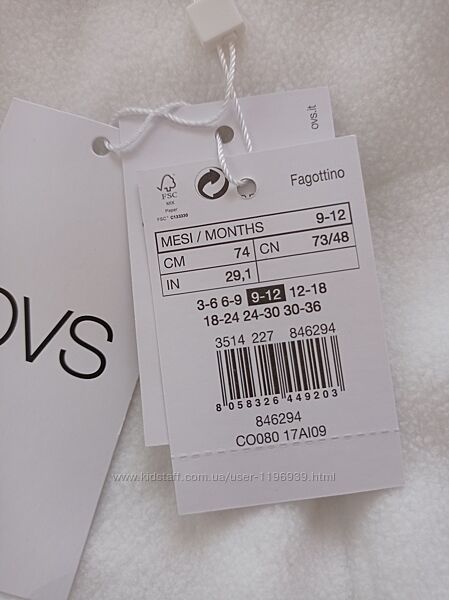 OVS
ovs.it
FSC
MIX
Paper
FSC® C133320
Fagottino
MESI / MONTHS 9-12
CM 74 CN 73/48
IN 29,1
3-6 6-9 9-12 12-18
18-24 24-30 30-36
3514 227 846294
8 058326 449203
846294
CO080 17AI09
www.kidstaff.com.ua/user-1196939.html